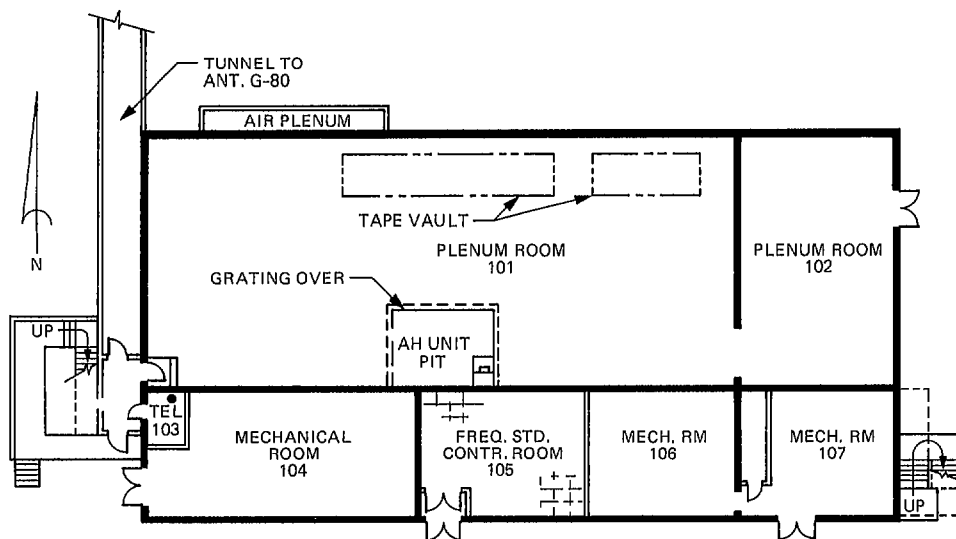 TUNNEL TO
ANT. G-80
AIR PLENUM
TAPE VAULT
PLENUM ROOM
101
PLENUM ROOM
102
N
GRATING OVER
UP
AH UNIT
PIT
TEL
103
MECHANICAL
ROOM
104
FREQ. STD.
CONTR. ROOM
105
MECH. RM
106
MECH. RM
107
UP